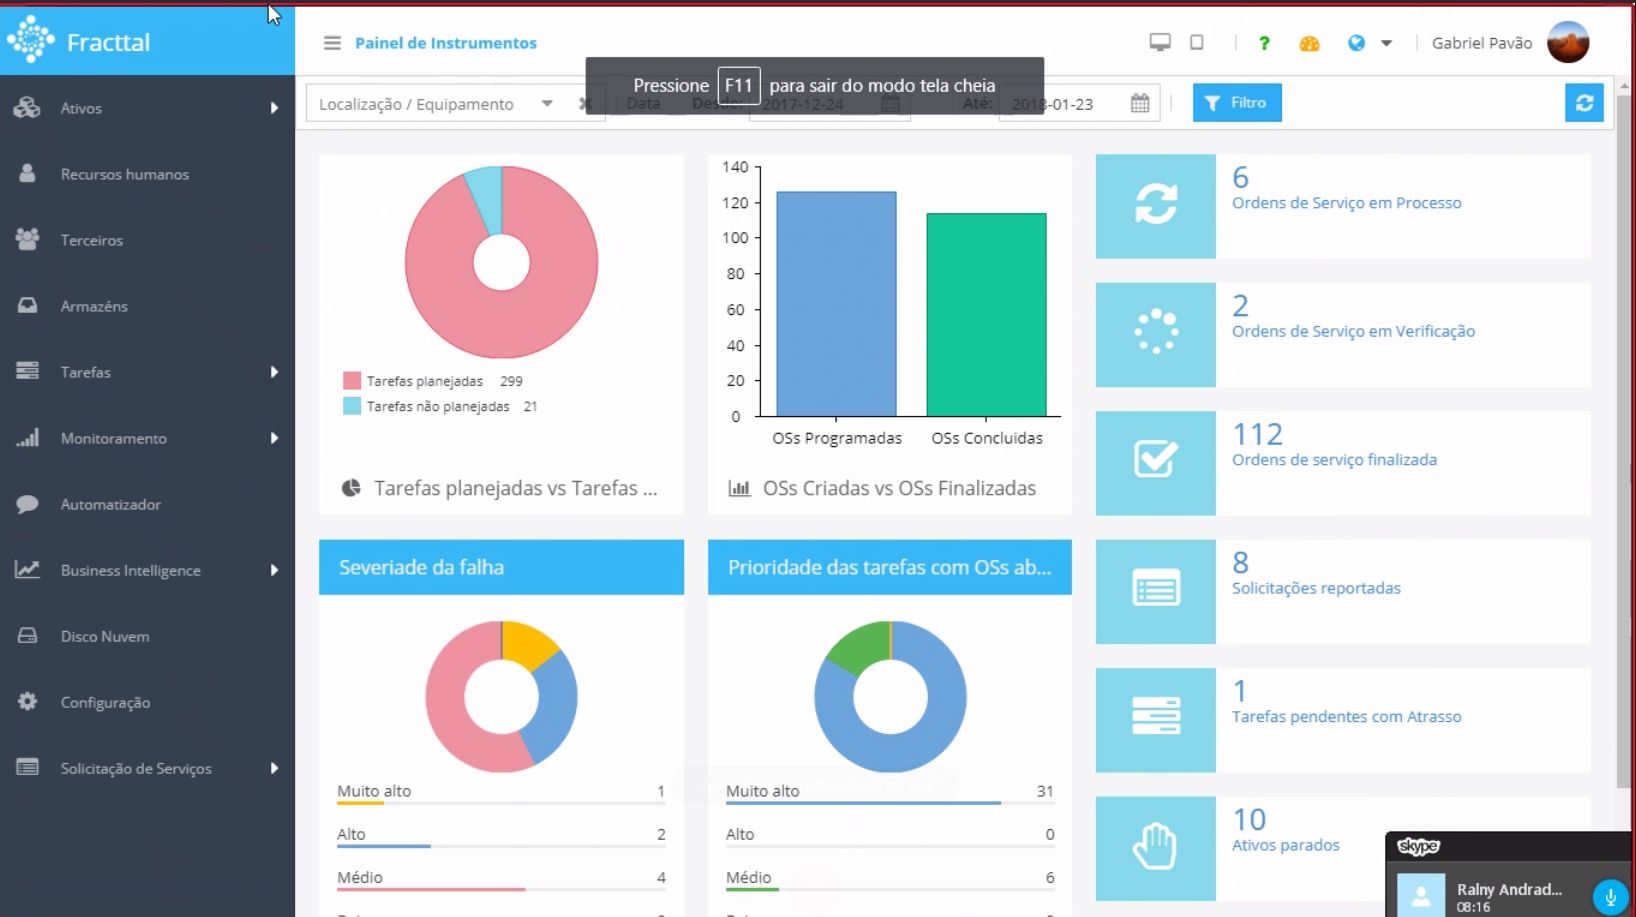 Fracttal
Painel de Instrumentos
Gabriel Pavão
Pressione F11 para sair do modo tela cheia
Localização / Equipamento
Data
Desde:
2017-12-24
Até:
2018-01-23
Filtro
Ativos
Recursos humanos
Terceiros
Armazéns
Tarefas
Monitoramento
Automatizador
Business Intelligence
Disco Nuvem
Configuração
Solicitação de Serviços
Tarefas planejadas 299
Tarefas não planejadas 21
Tarefas planejadas vs Tarefas ...
140
120
100
80
60
40
20
0
OSs Programadas
OSs Concluidas
OSs Criadas vs OSs Finalizadas
6
Ordens de Serviço em Processo
2
Ordens de Serviço em Verificação
112
Ordens de serviço finalizada
8
Solicitações reportadas
1
Tarefas pendentes com Atrasso
10
Ativos parados
Severiade da falha
Muito alto 1
Alto 2
Médio 4
Prioridade das tarefas com OSs ab...
Muito alto 31
Alto 0
Médio 6
skype
Ralny Andrad...
08:16